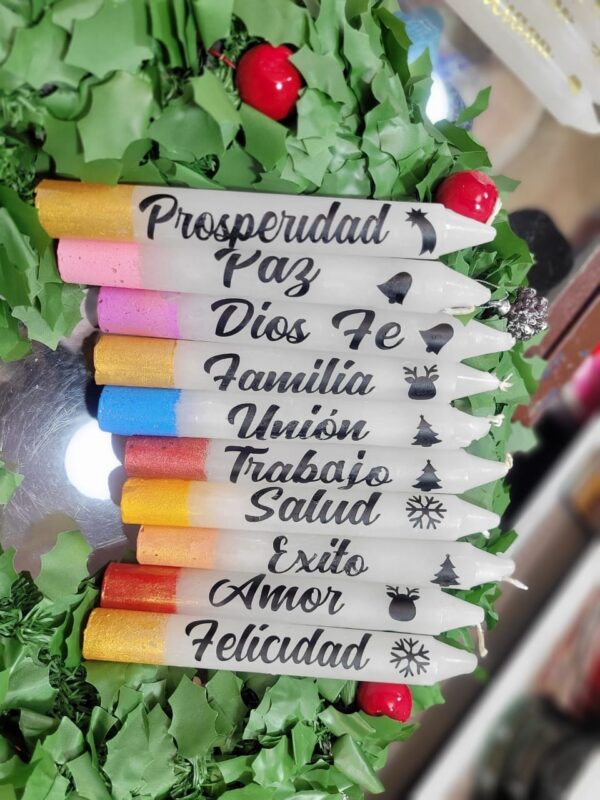 Prosperidad
Paz
Dios Fe
Familia
Unión
Trabajo
Salud
Exito
Amor
Felicidad